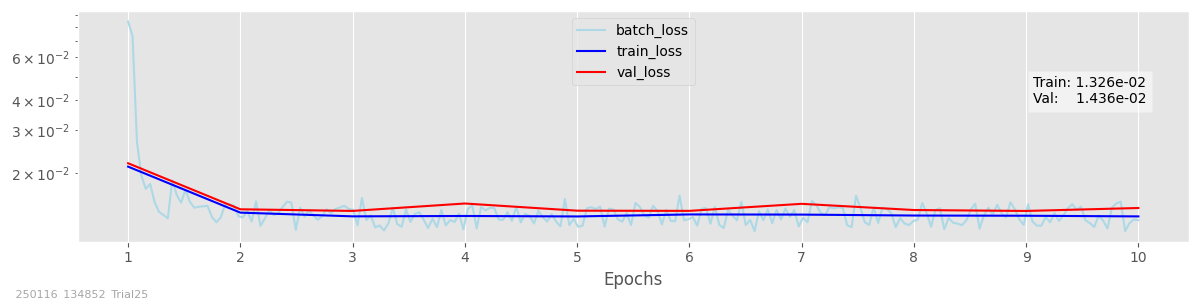 batch_loss
train_loss
val_loss
Train: 1.326e-02
Val: 1.436e-02
6 × 10⁻²
4 × 10⁻²
3 × 10⁻²
2 × 10⁻²
1 2 3 4 5 6 7 8 9 10
Epochs
250116_134852_Trial25